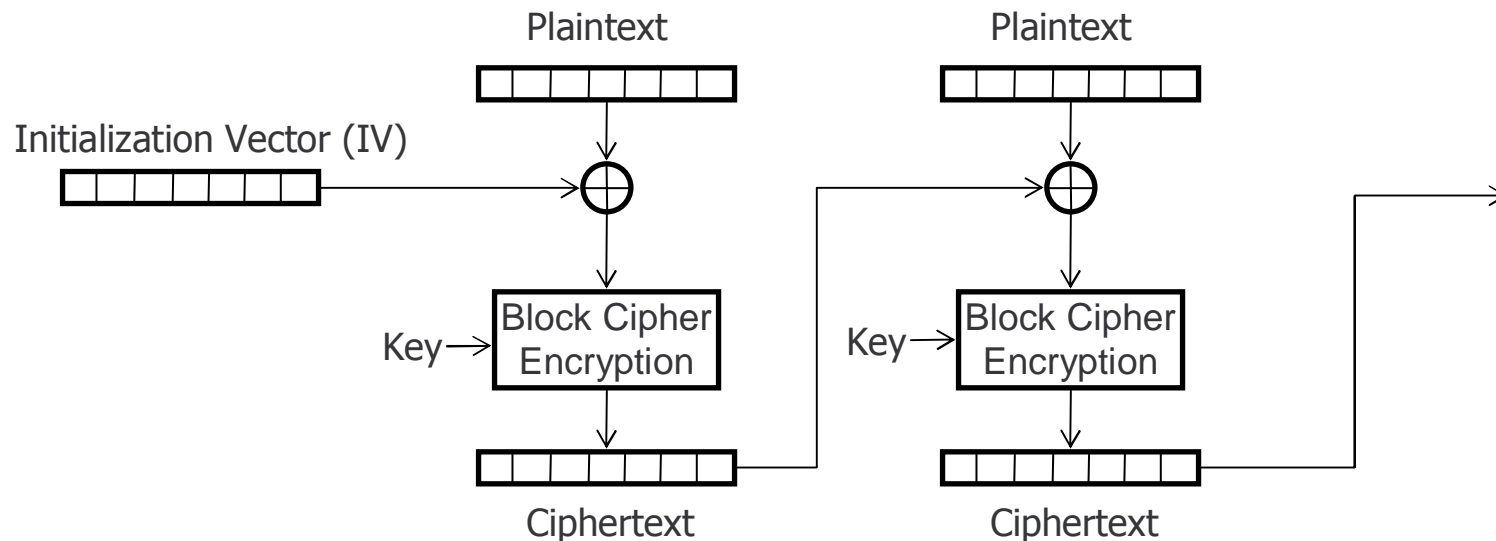 Plaintext
Plaintext
Initialization Vector (IV)
Key
Block Cipher
Encryption
Key
Block Cipher
Encryption
Ciphertext
Ciphertext